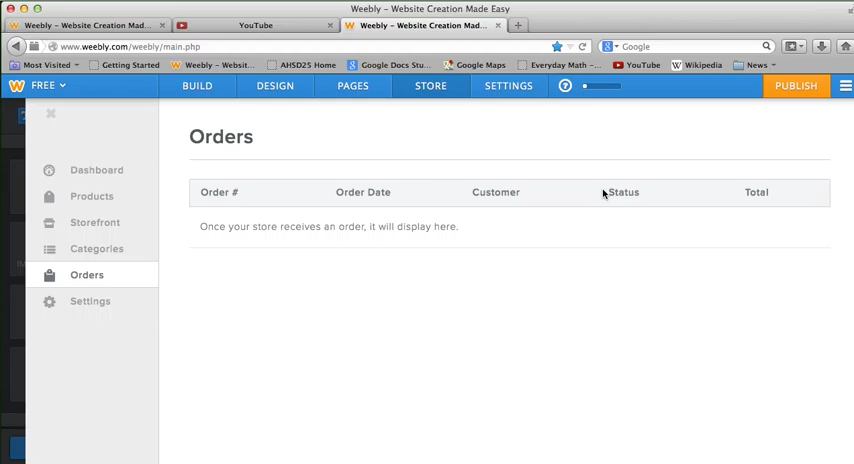 Weebly – Website Creation Made Easy
Weebly – Website Creation Mad... × YouTube × Weebly – Website Creation Mad... × +
www.weebly.com/weebly/main.php Google
Most Visited Getting Started Weebly – Websit... AHSD25 Home Google Docs Stu... Google Maps Everyday Math –... YouTube Wikipedia News
FREE BUILD DESIGN PAGES STORE SETTINGS ? PUBLISH
Orders
Order # Order Date Customer Status Total
Once your store receives an order, it will display here.
Dashboard
Products
Storefront
Categories
Orders
Settings